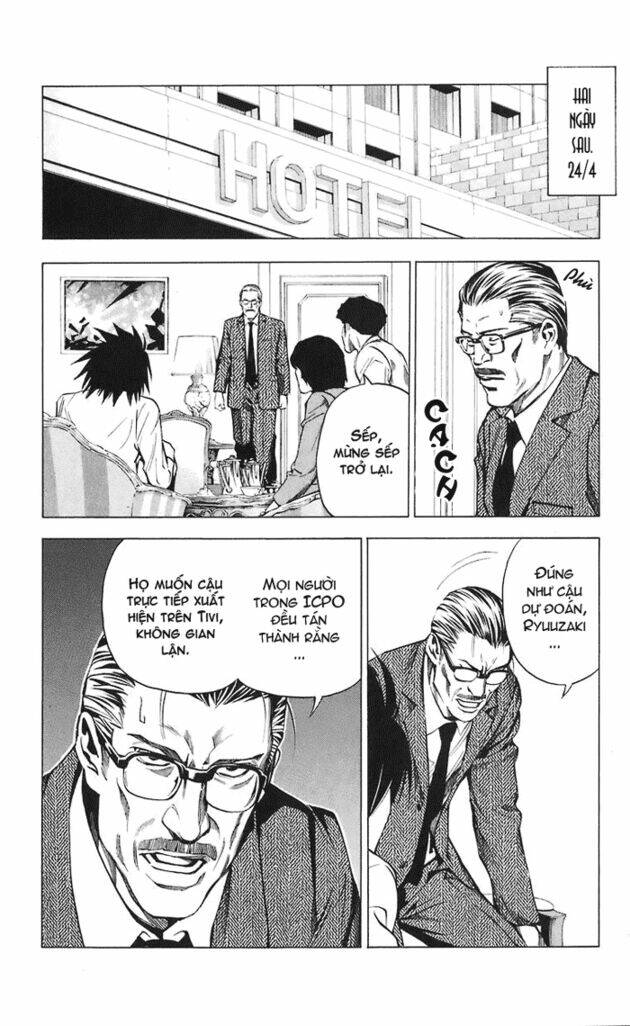 HAI
NGÀY
SAU.
24/4
HOTEL
Phù
CẠCH
SẾP,
MỪNG SẾP
TRỞ LẠI.
ĐÚNG
NHƯ CẬU
DỰ ĐOÁN,
RYUUZAKI
...
MỌI NGƯỜI
TRONG ICPO
ĐỀU TÁN
THÀNH RẰNG
...
HỌ MUỐN CẬU
TRỰC TIẾP XUẤT
HIỆN TRÊN TIVI,
KHÔNG GIAN
LẬN.